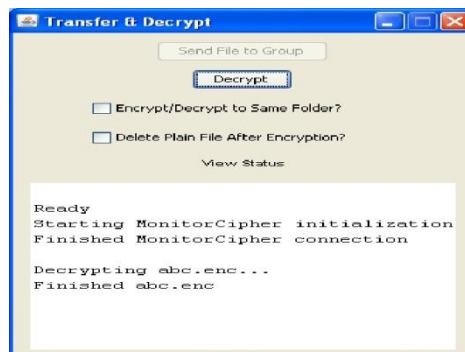 Transfer & Decrypt
Send File to Group
Decrypt
Encrypt/Decrypt to Same Folder?
Delete Plain File After Encryption?
View Status
Ready
Starting MonitorCipher initialization
Finished MonitorCipher connection
Decrypting abc.enc...
Finished abc.enc